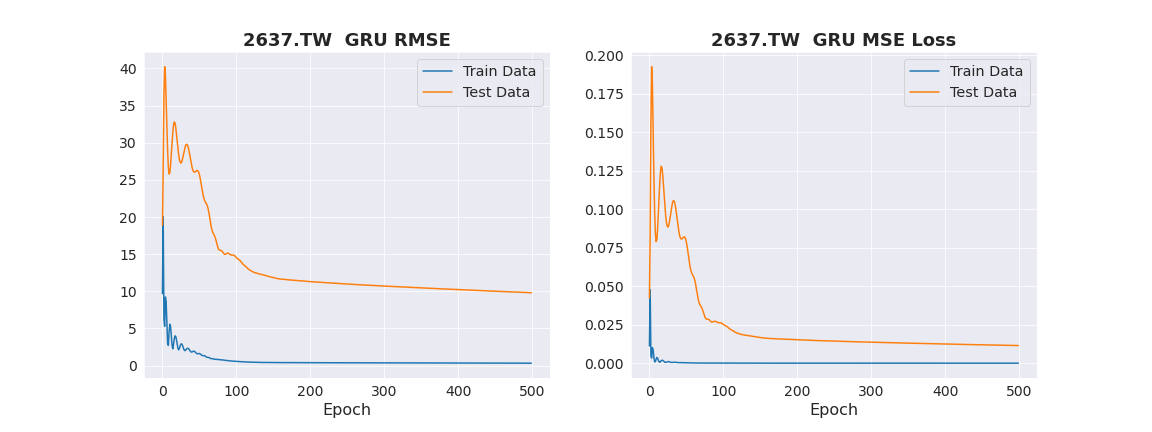 2637.TW  GRU RMSE
40
35
30
25
20
15
10
5
0
0 100 200 300 400 500
Epoch
Train Data
Test Data
2637.TW  GRU MSE Loss
0.200
0.175
0.150
0.125
0.100
0.075
0.050
0.025
0.000
0 100 200 300 400 500
Epoch
Train Data
Test Data